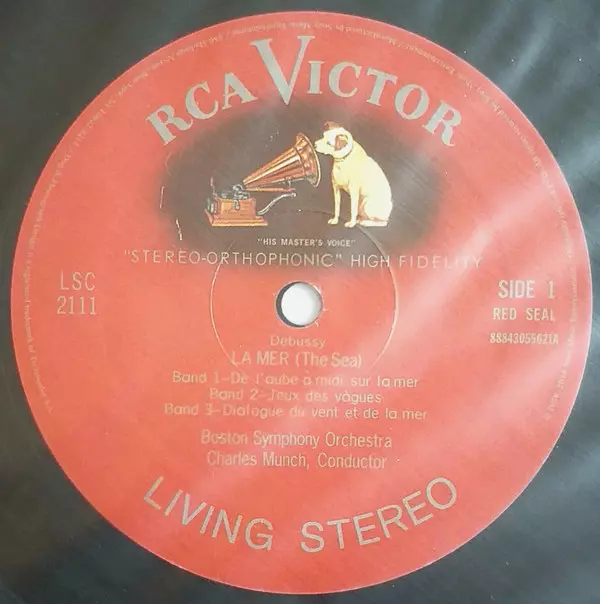 RCA VICTOR
"HIS MASTER'S VOICE"
"STEREO-ORTHOPHONIC" HIGH FIDELITY
LSC
2111
SIDE 1
RED SEAL
88843055621A
Debussy
LA MER (The Sea)
Band 1–De l'aube à midi sur la mer
Band 2–Jeux des vagues
Band 3–Dialogue du vent et de la mer
Boston Symphony Orchestra
Charles Munch, Conductor
LIVING STEREO